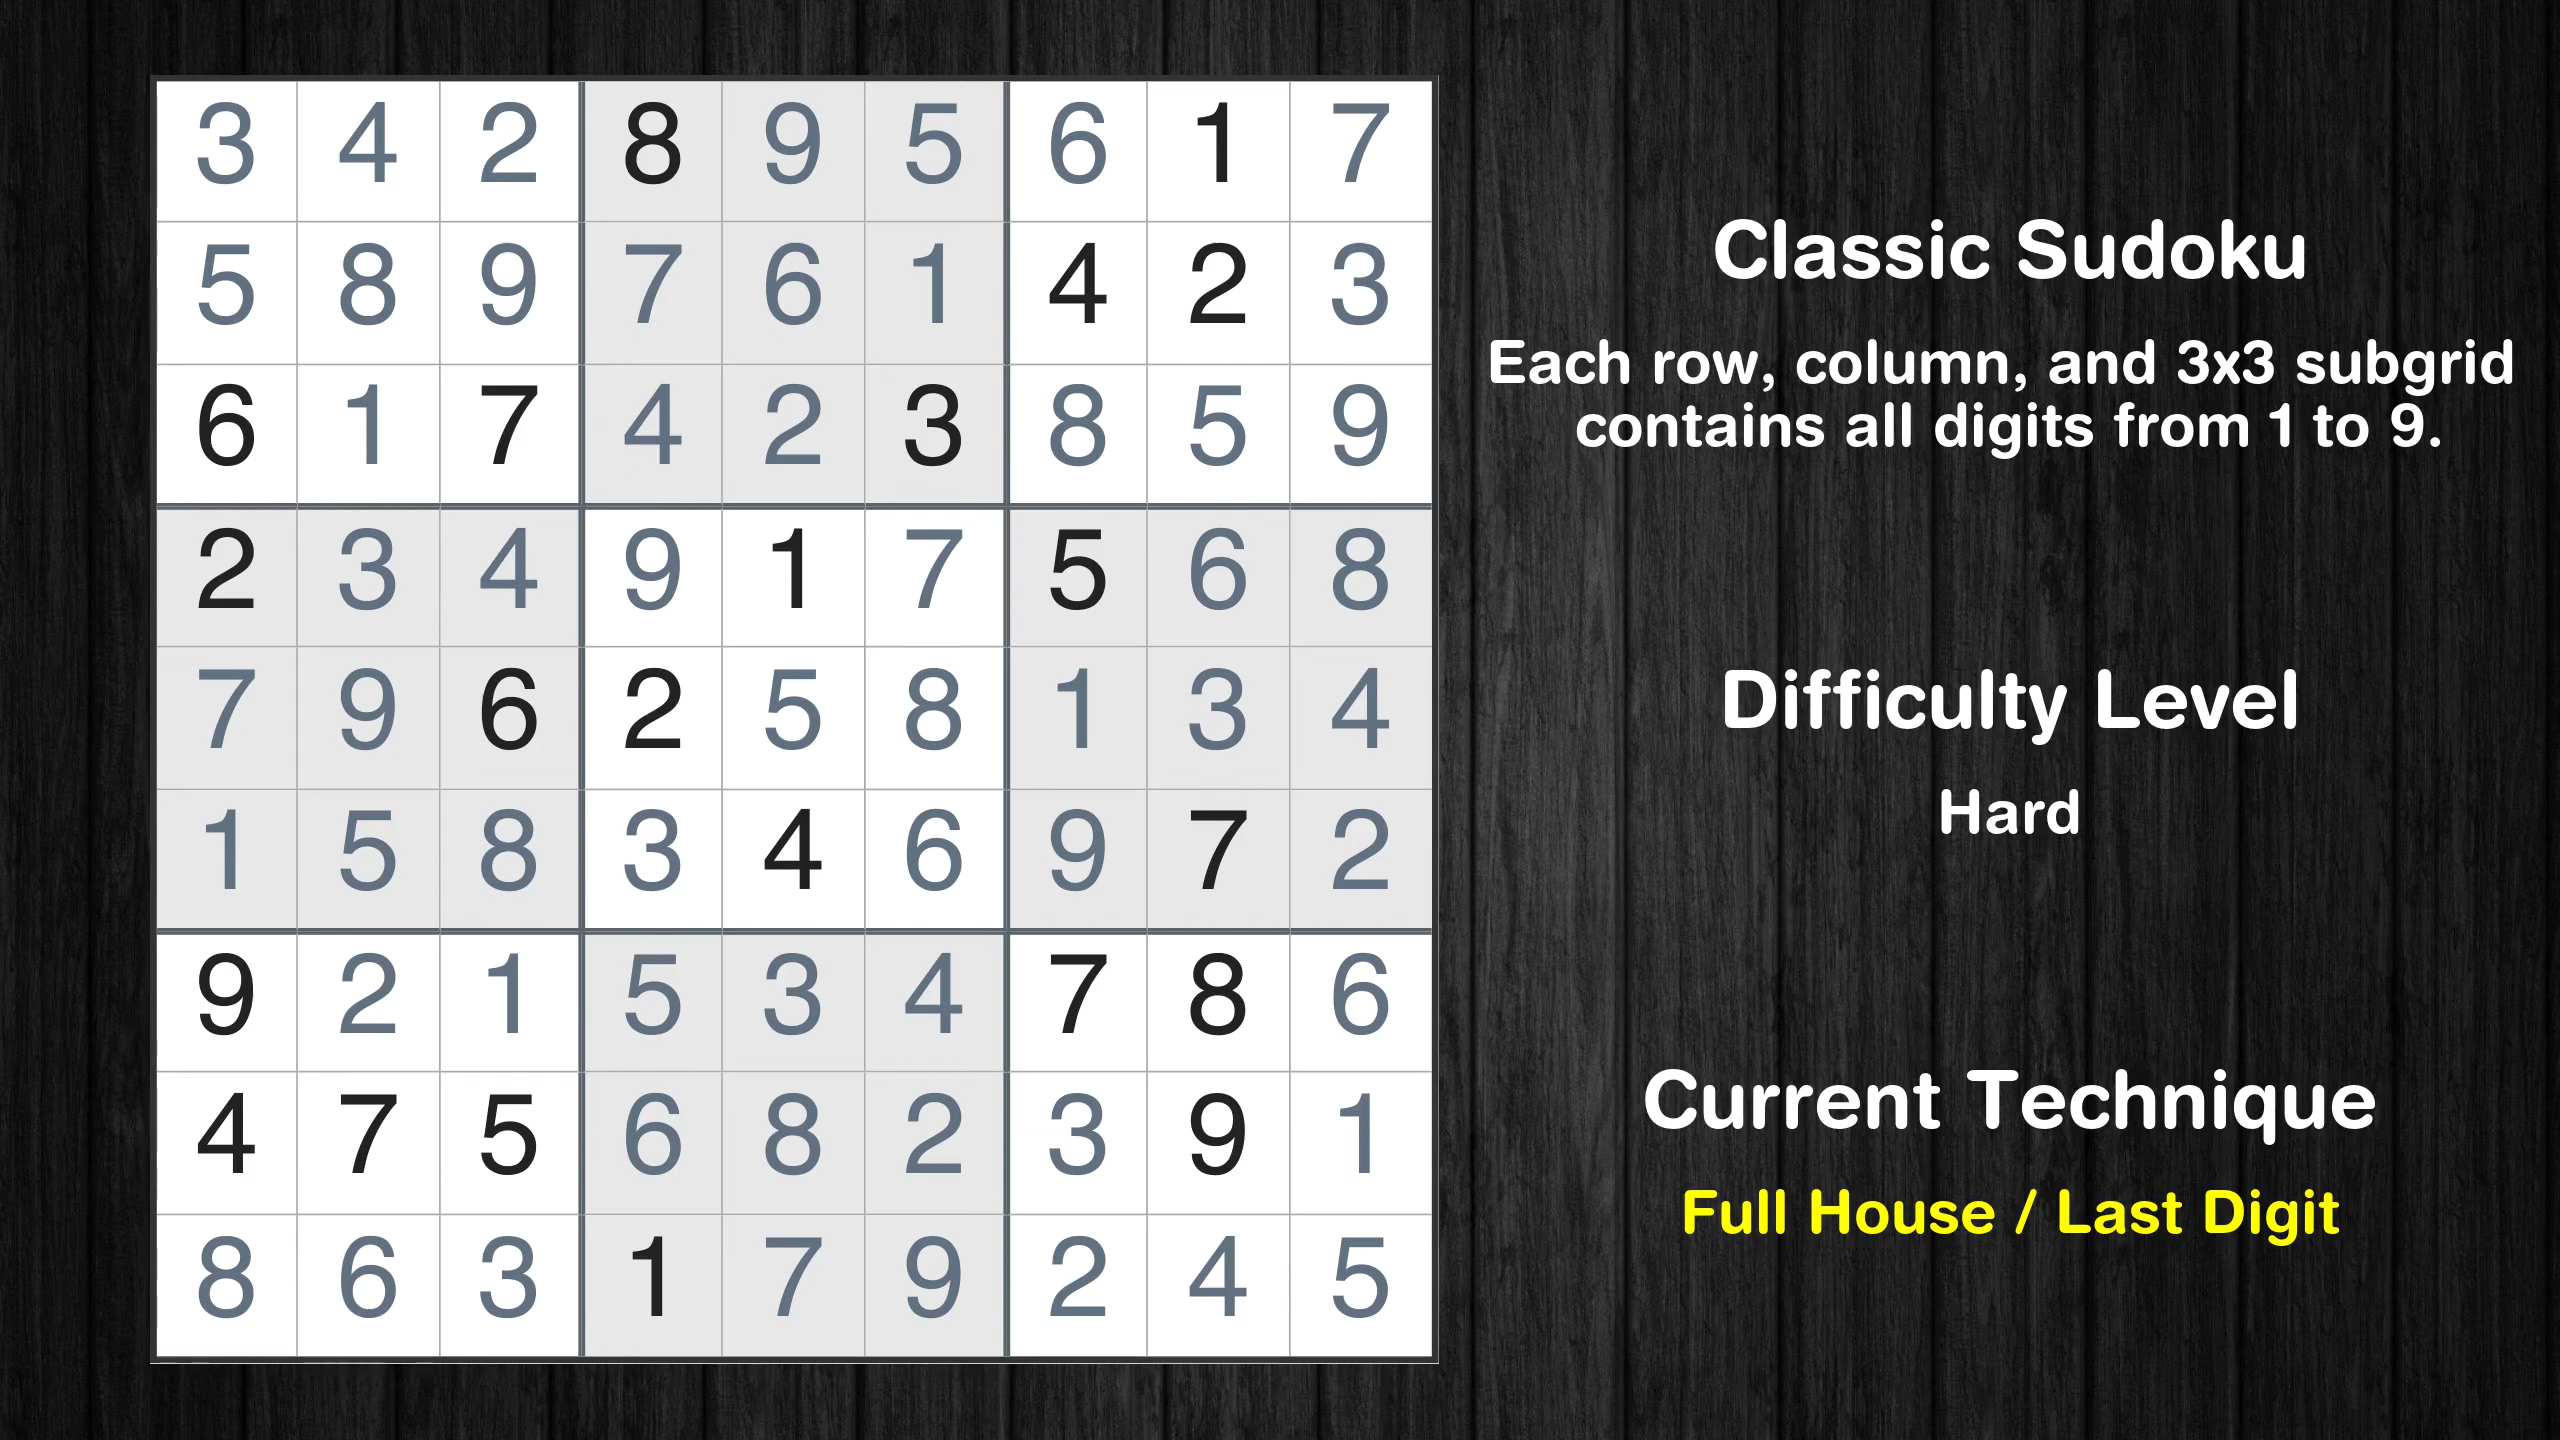 3 4 2 8 9 5 6 1 7
5 8 9 7 6 1 4 2 3
6 1 7 4 2 3 8 5 9
2 3 4 9 1 7 5 6 8
7 9 6 2 5 8 1 3 4
1 5 8 3 4 6 9 7 2
9 2 1 5 3 4 7 8 6
4 7 5 6 8 2 3 9 1
8 6 3 1 7 9 2 4 5
Classic Sudoku
Each row, column, and 3x3 subgrid
contains all digits from 1 to 9.
Difficulty Level
Hard
Current Technique
Full House / Last Digit